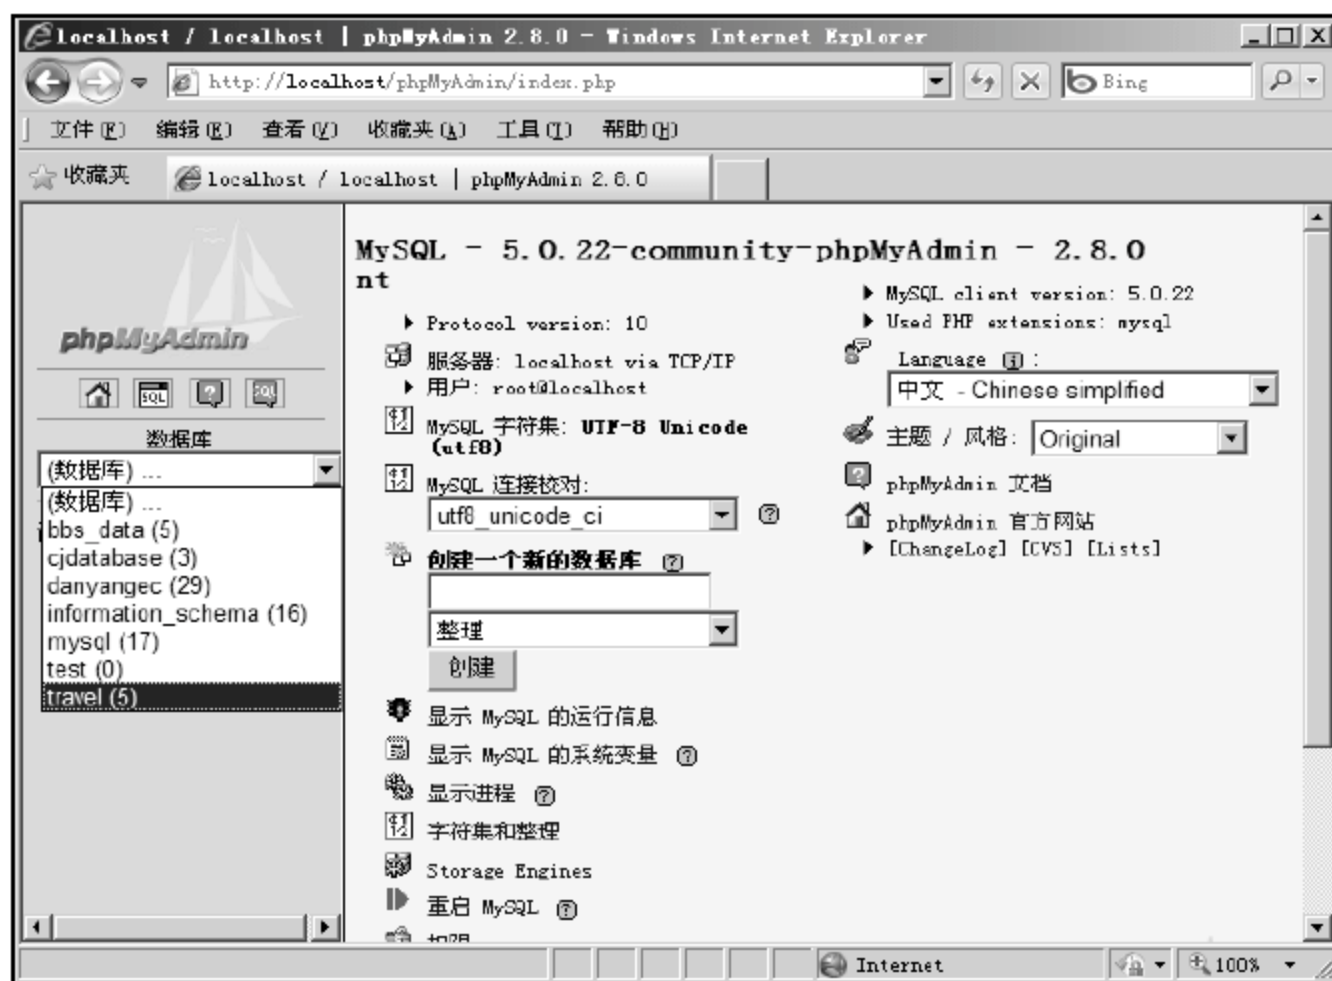 localhost / localhost | phpMyAdmin 2.8.0 - Windows Internet Explorer
http://localhost/phpMyAdmin/index.php
Bing
文件(F) 编辑(E) 查看(V) 收藏夹(A) 工具(T) 帮助(H)
收藏夹
localhost / localhost | phpMyAdmin 2.8.0
phpMyAdmin
SQL
SQL
数据库
(数据库) ...
(数据库) ...
bbs_data (5)
cjdatabase (3)
danyangec (29)
information_schema (16)
mysql (17)
test (0)
travel (5)
MySQL - 5.0.22-community-
nt
Protocol version: 10
服务器: localhost via TCP/IP
用户: root@localhost
MySQL 字符集: UTF-8 Unicode
(utf8)
MySQL 连接校对:
utf8_unicode_ci
创建一个新的数据库
整理
创建
显示 MySQL 的运行信息
显示 MySQL 的系统变量
显示进程
字符集和整理
Storage Engines
重启 MySQL
权限
phpMyAdmin - 2.8.0
MySQL client version: 5.0.22
Used PHP extensions: mysql
Language :
中文 - Chinese simplified
主题 / 风格: Original
phpMyAdmin 文档
phpMyAdmin 官方网站
[ChangeLog] [CVS] [Lists]
Internet
100%